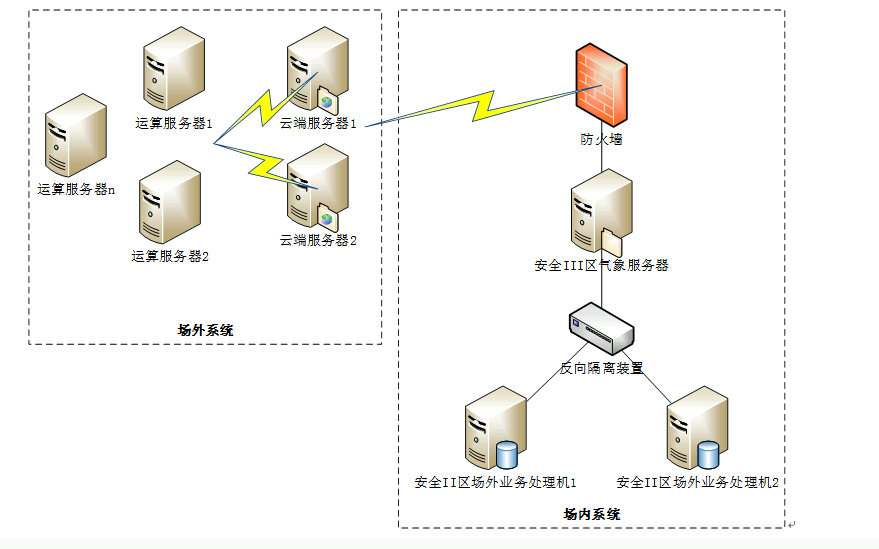 运算服务器1
云端服务器1
运算服务器n
运算服务器2
云端服务器2
场外系统
防火墙
安全III区气象服务器
反向隔离装置
安全II区场外业务处理机1
安全II区场外业务处理机2
场内系统